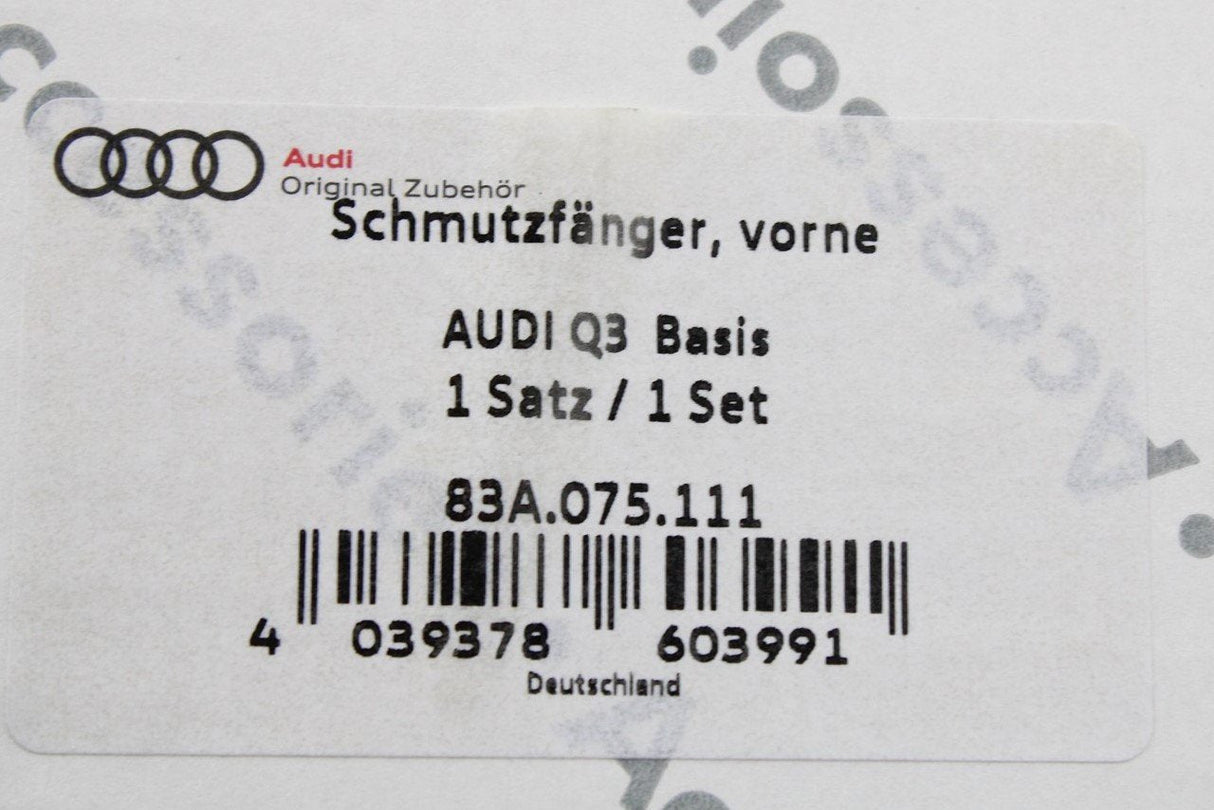 Audi
Original Zubehör
Schmutzfänger, vorne
AUDI Q3 Basis
1 Satz / 1 Set
83A.075.111
4 039378 603991
Deutschland